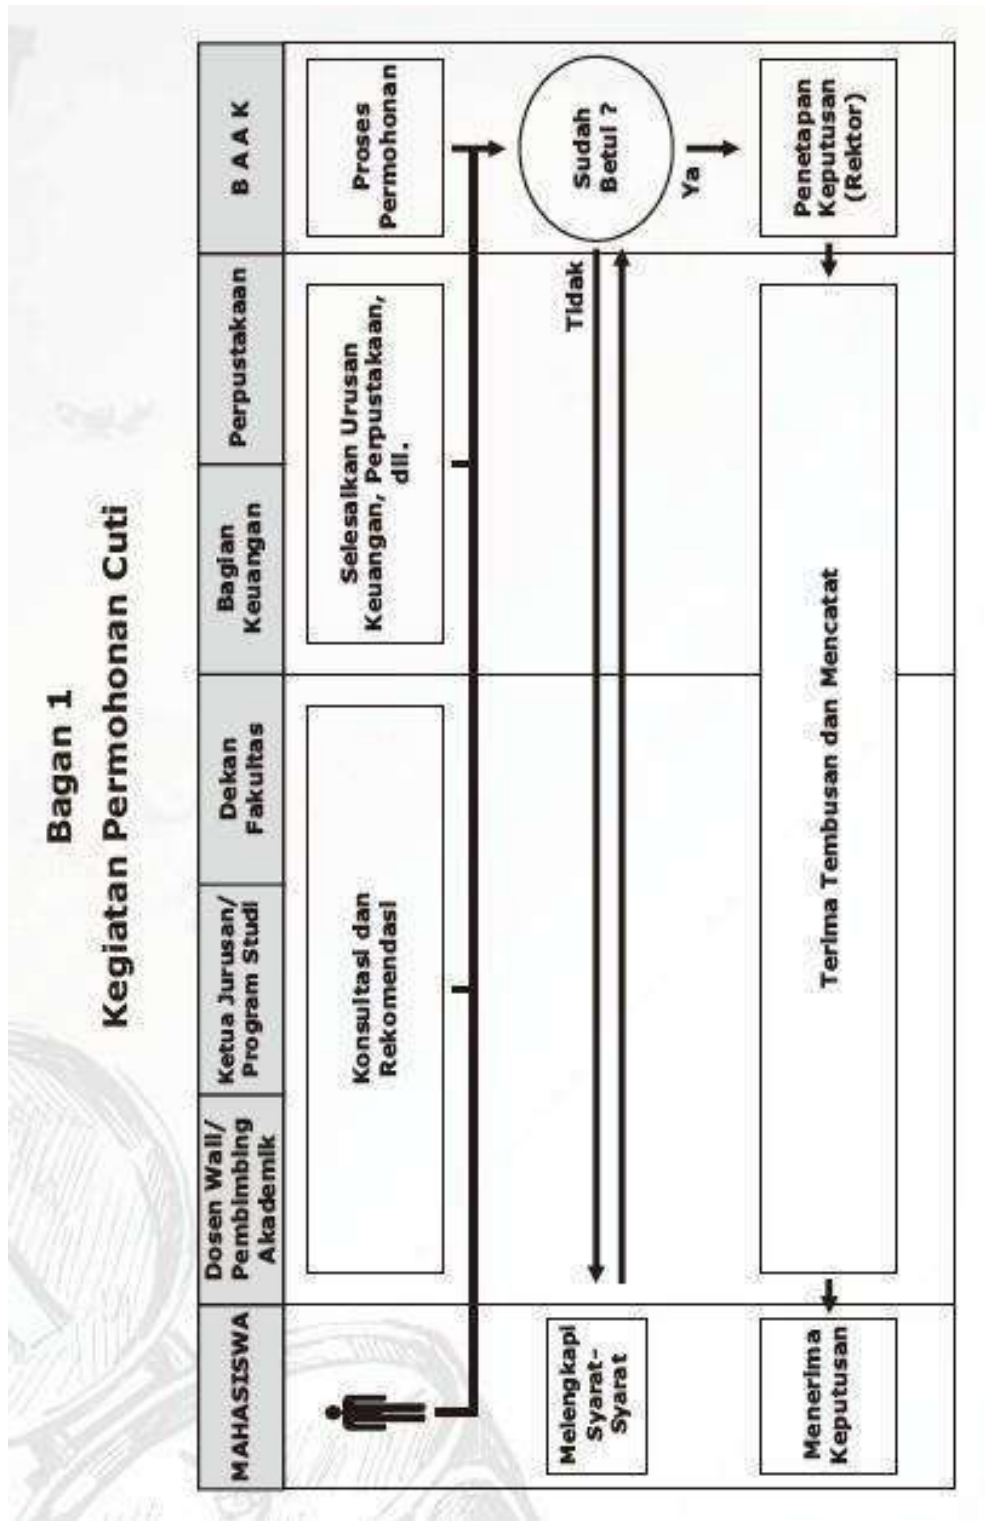 Bagan 1
Kegiatan Permohonan Cuti
MAHASISWA
Dosen Wali/
Pembimbing
Akademik
Ketua Jurusan/
Program Studi
Dekan
Fakultas
Bagian
Keuangan
Perpustakaan
B A A K
Konsultasi dan
Rekomendasi
Selesaikan Urusan
Keuangan, Perpustakaan,
dll.
Proses
Permohonan
Melengkapi
Syarat-
Syarat
Tidak
Sudah
Betul ?
Ya
Menerima
Keputusan
Terima Tembusan dan Mencatat
Penetapan
Keputusan
(Rektor)